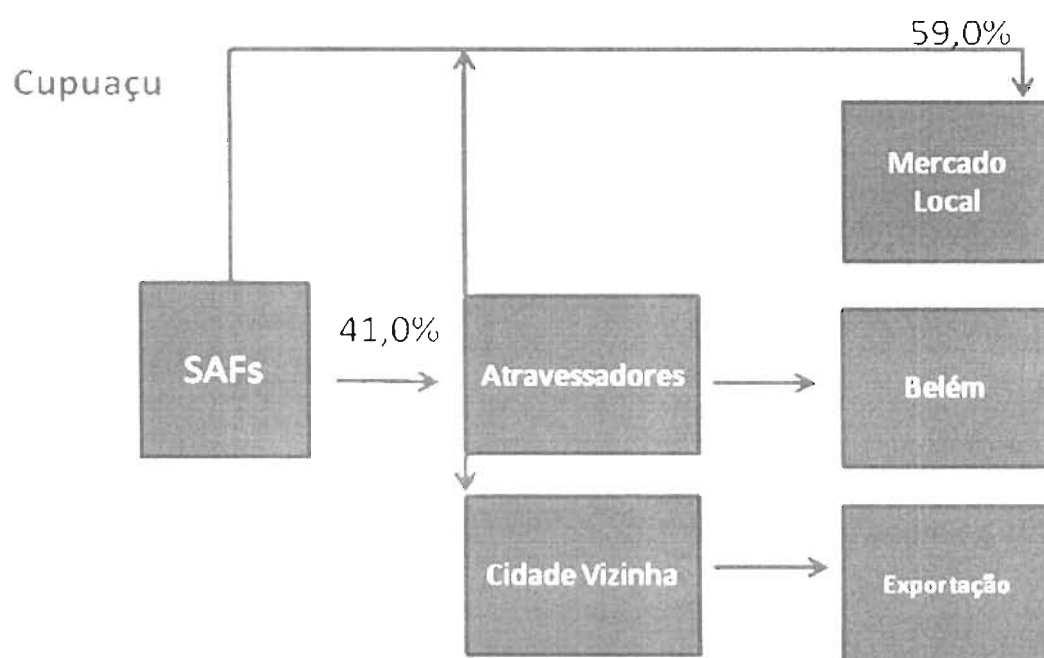 59,0%
Cupuaçu
Mercado
Local
41,0%
SAFs
Atravessadores
Belém
Cidade Vizinha
Exportação